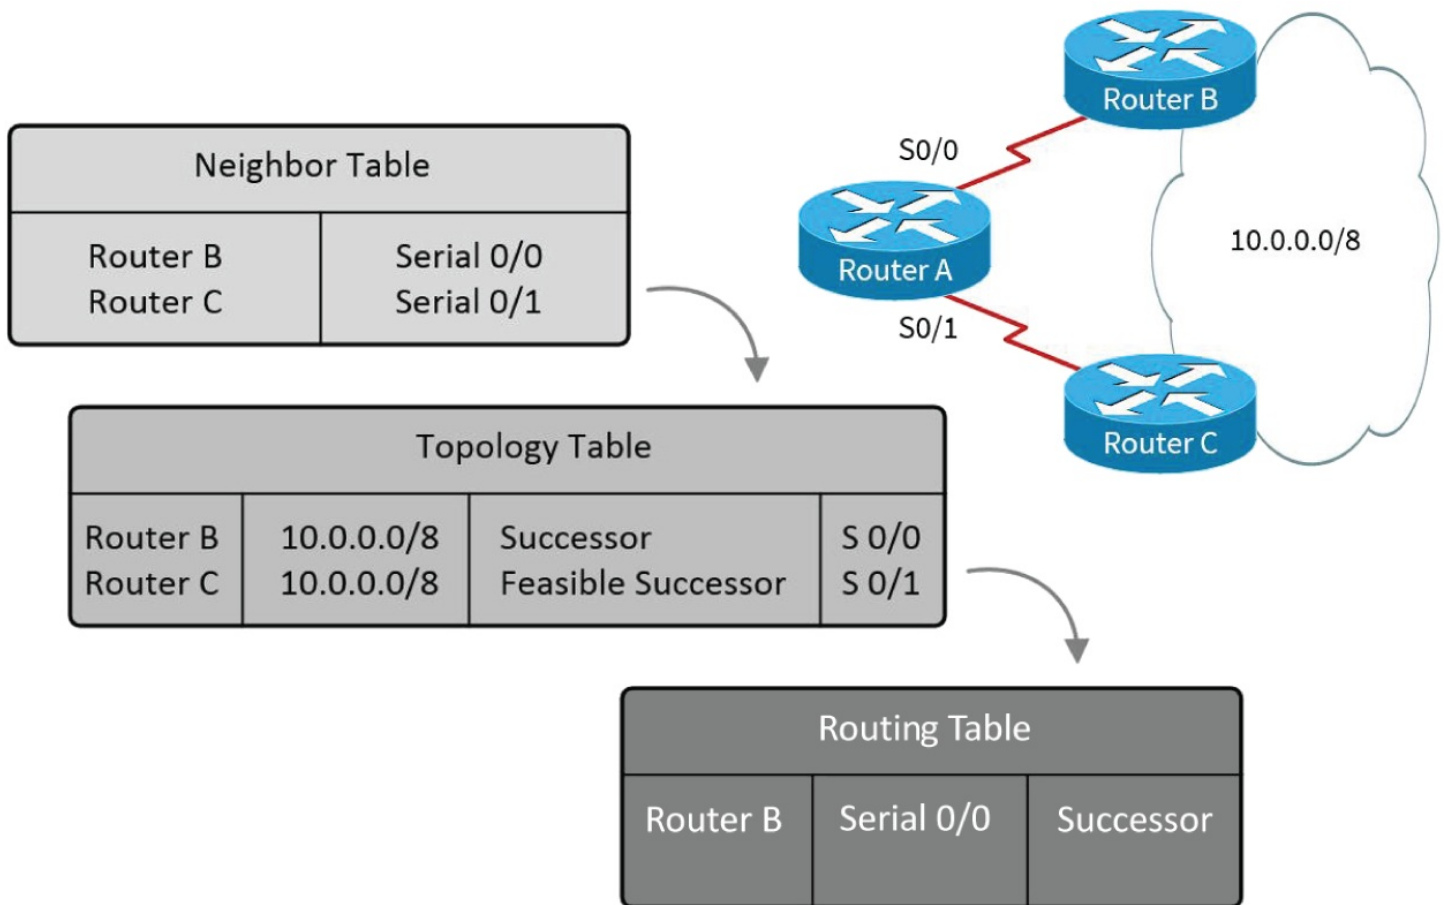 Router B
S0/0
Router A
10.0.0.0/8
S0/1
Router C
Neighbor Table
Router B Serial 0/0
Router C Serial 0/1
Topology Table
Router B 10.0.0.0/8 Successor S 0/0
Router C 10.0.0.0/8 Feasible Successor S 0/1
Routing Table
Router B Serial 0/0 Successor